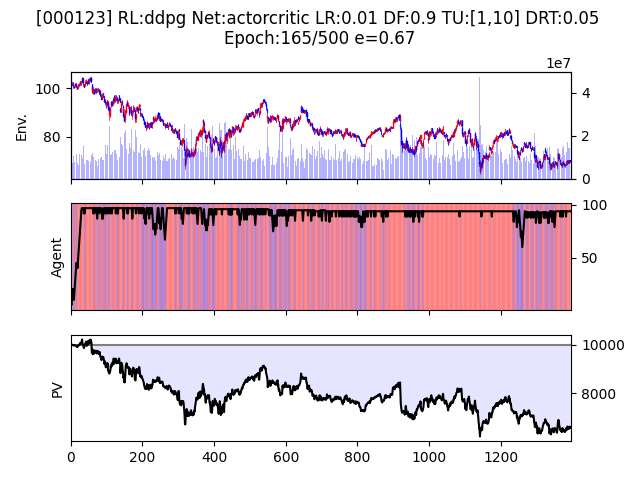 [000123] RL:ddpg Net:actorcritic LR:0.01 DF:0.9 TU:[1,10] DRT:0.05
Epoch:165/500 e=0.67
1e7
100
80
Env.
4
2
0
Agent
100
50
PV
10000
8000
0 200 400 600 800 1000 1200